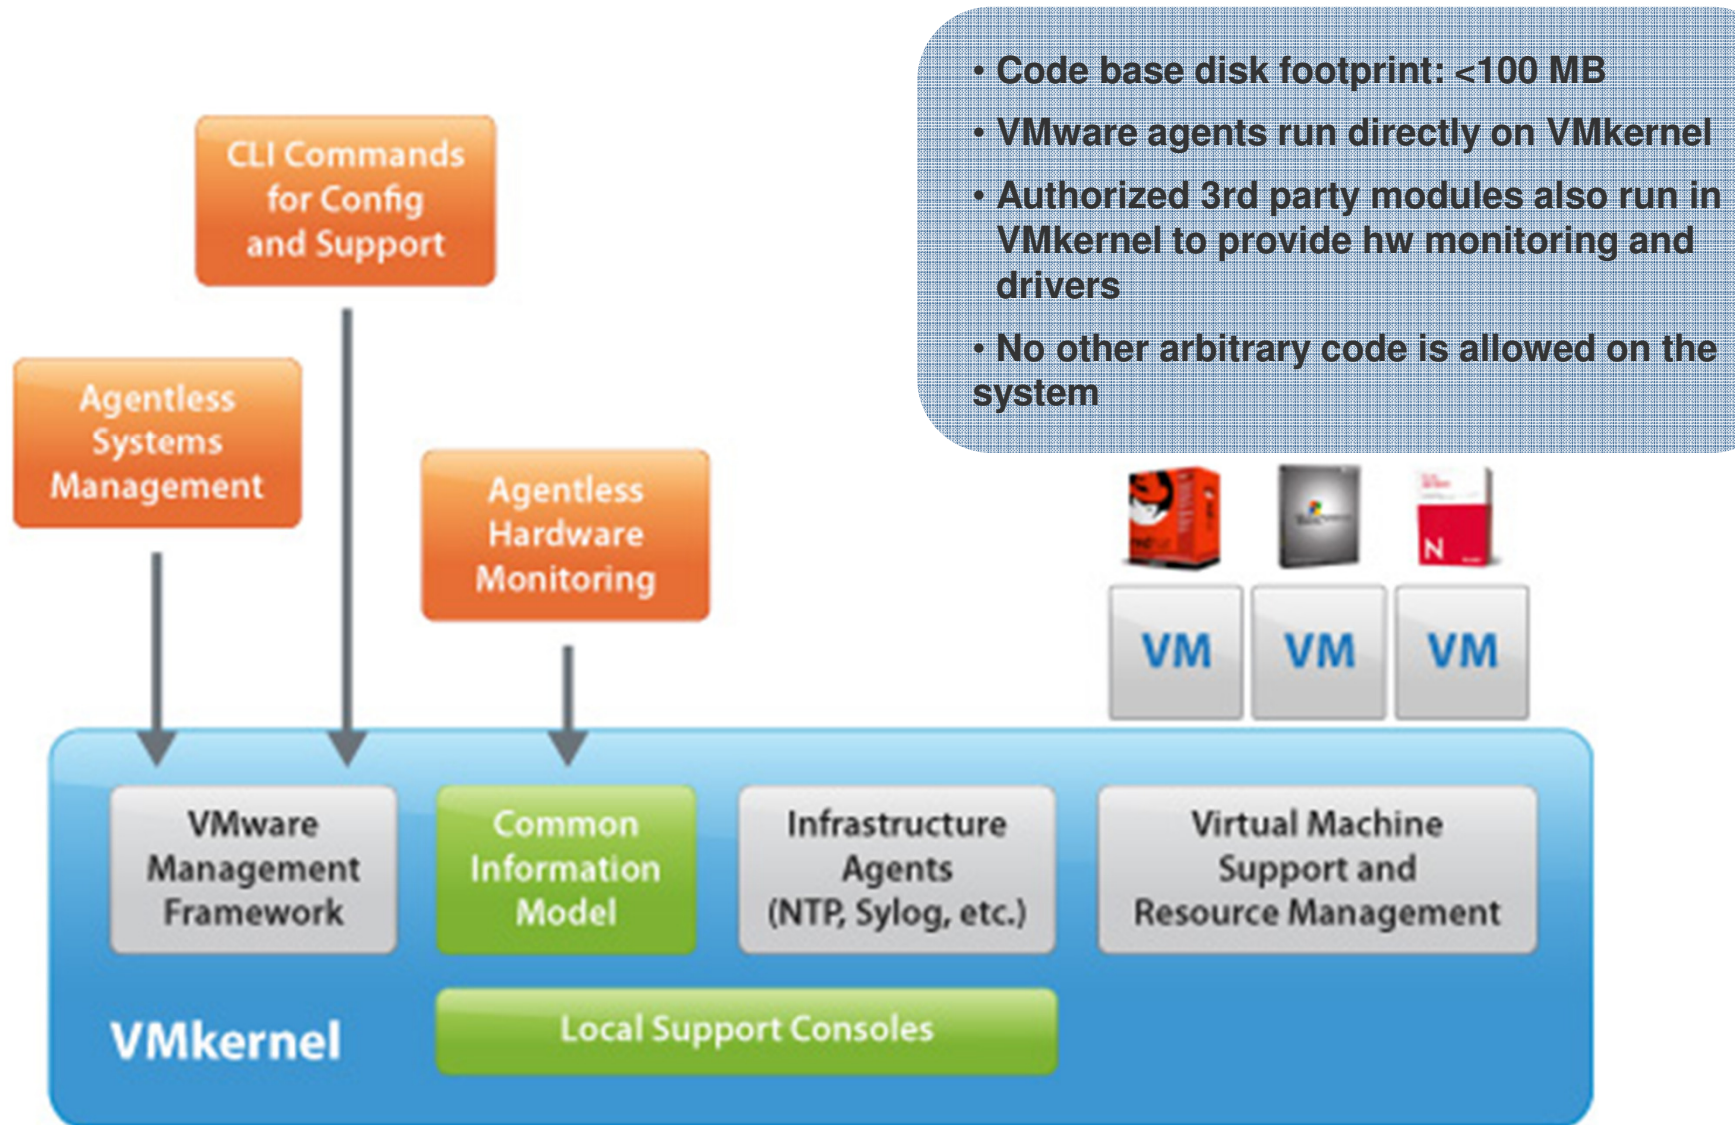 • Code base disk footprint: <100 MB
• VMware agents run directly on VMkernel
• Authorized 3rd party modules also run in
VMkernel to provide hw monitoring and
drivers
• No other arbitrary code is allowed on the
system
CLI Commands
for Config
and Support
Agentless
Systems
Management
Agentless
Hardware
Monitoring
N
VM
VM
VM
VMware
Management
Framework
Common
Information
Model
Infrastructure
Agents
(NTP, Sylog, etc.)
Virtual Machine
Support and
Resource Management
VMkernel
Local Support Consoles